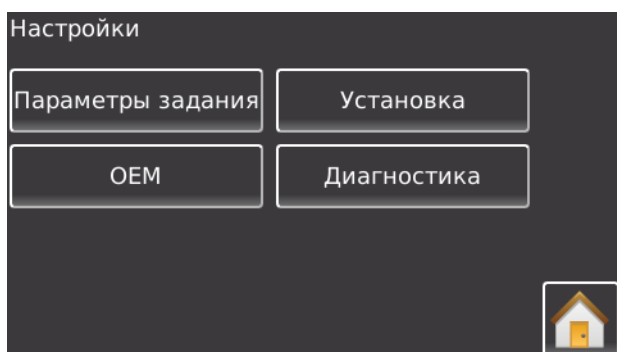 Настройки
Параметры задания Установка
OEM Диагностика